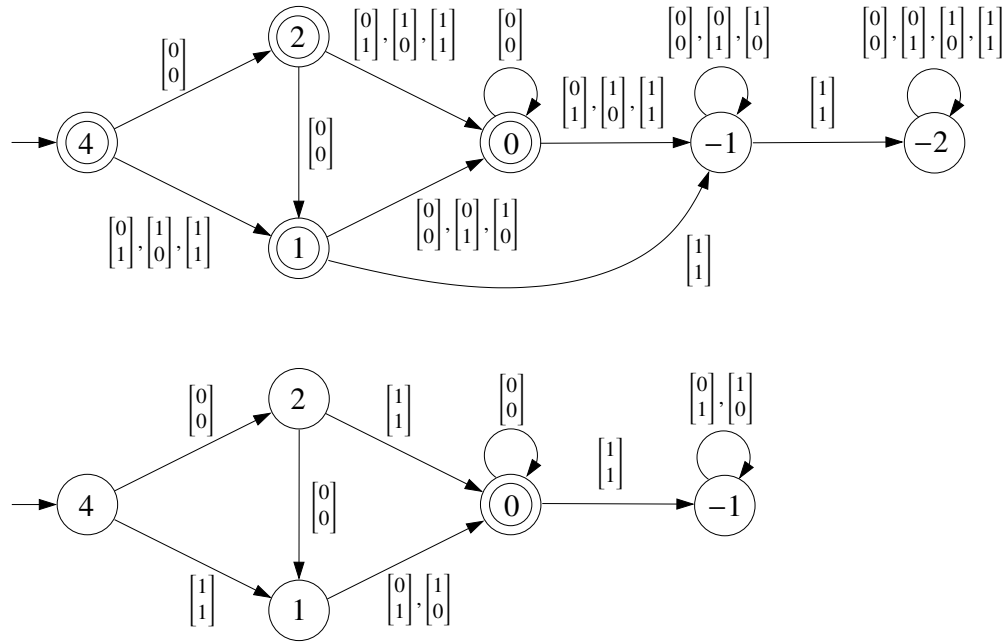 [0 0]
2
[0 1], [1 0], [1 1]
[0 0]
[0 0], [0 1], [1 0]
[0 0], [0 1], [1 0], [1 1]
4
[0 0]
0
[0 1], [1 0], [1 1]
−1
[1 1]
−2
[0 1], [1 0], [1 1]
1
[0 0], [0 1], [1 0]
[1 1]
[0 0]
2
[1 1]
[0 0]
[0 1], [1 0]
4
[0 0]
0
[1 1]
−1
[1 1]
1
[0 1], [1 0]